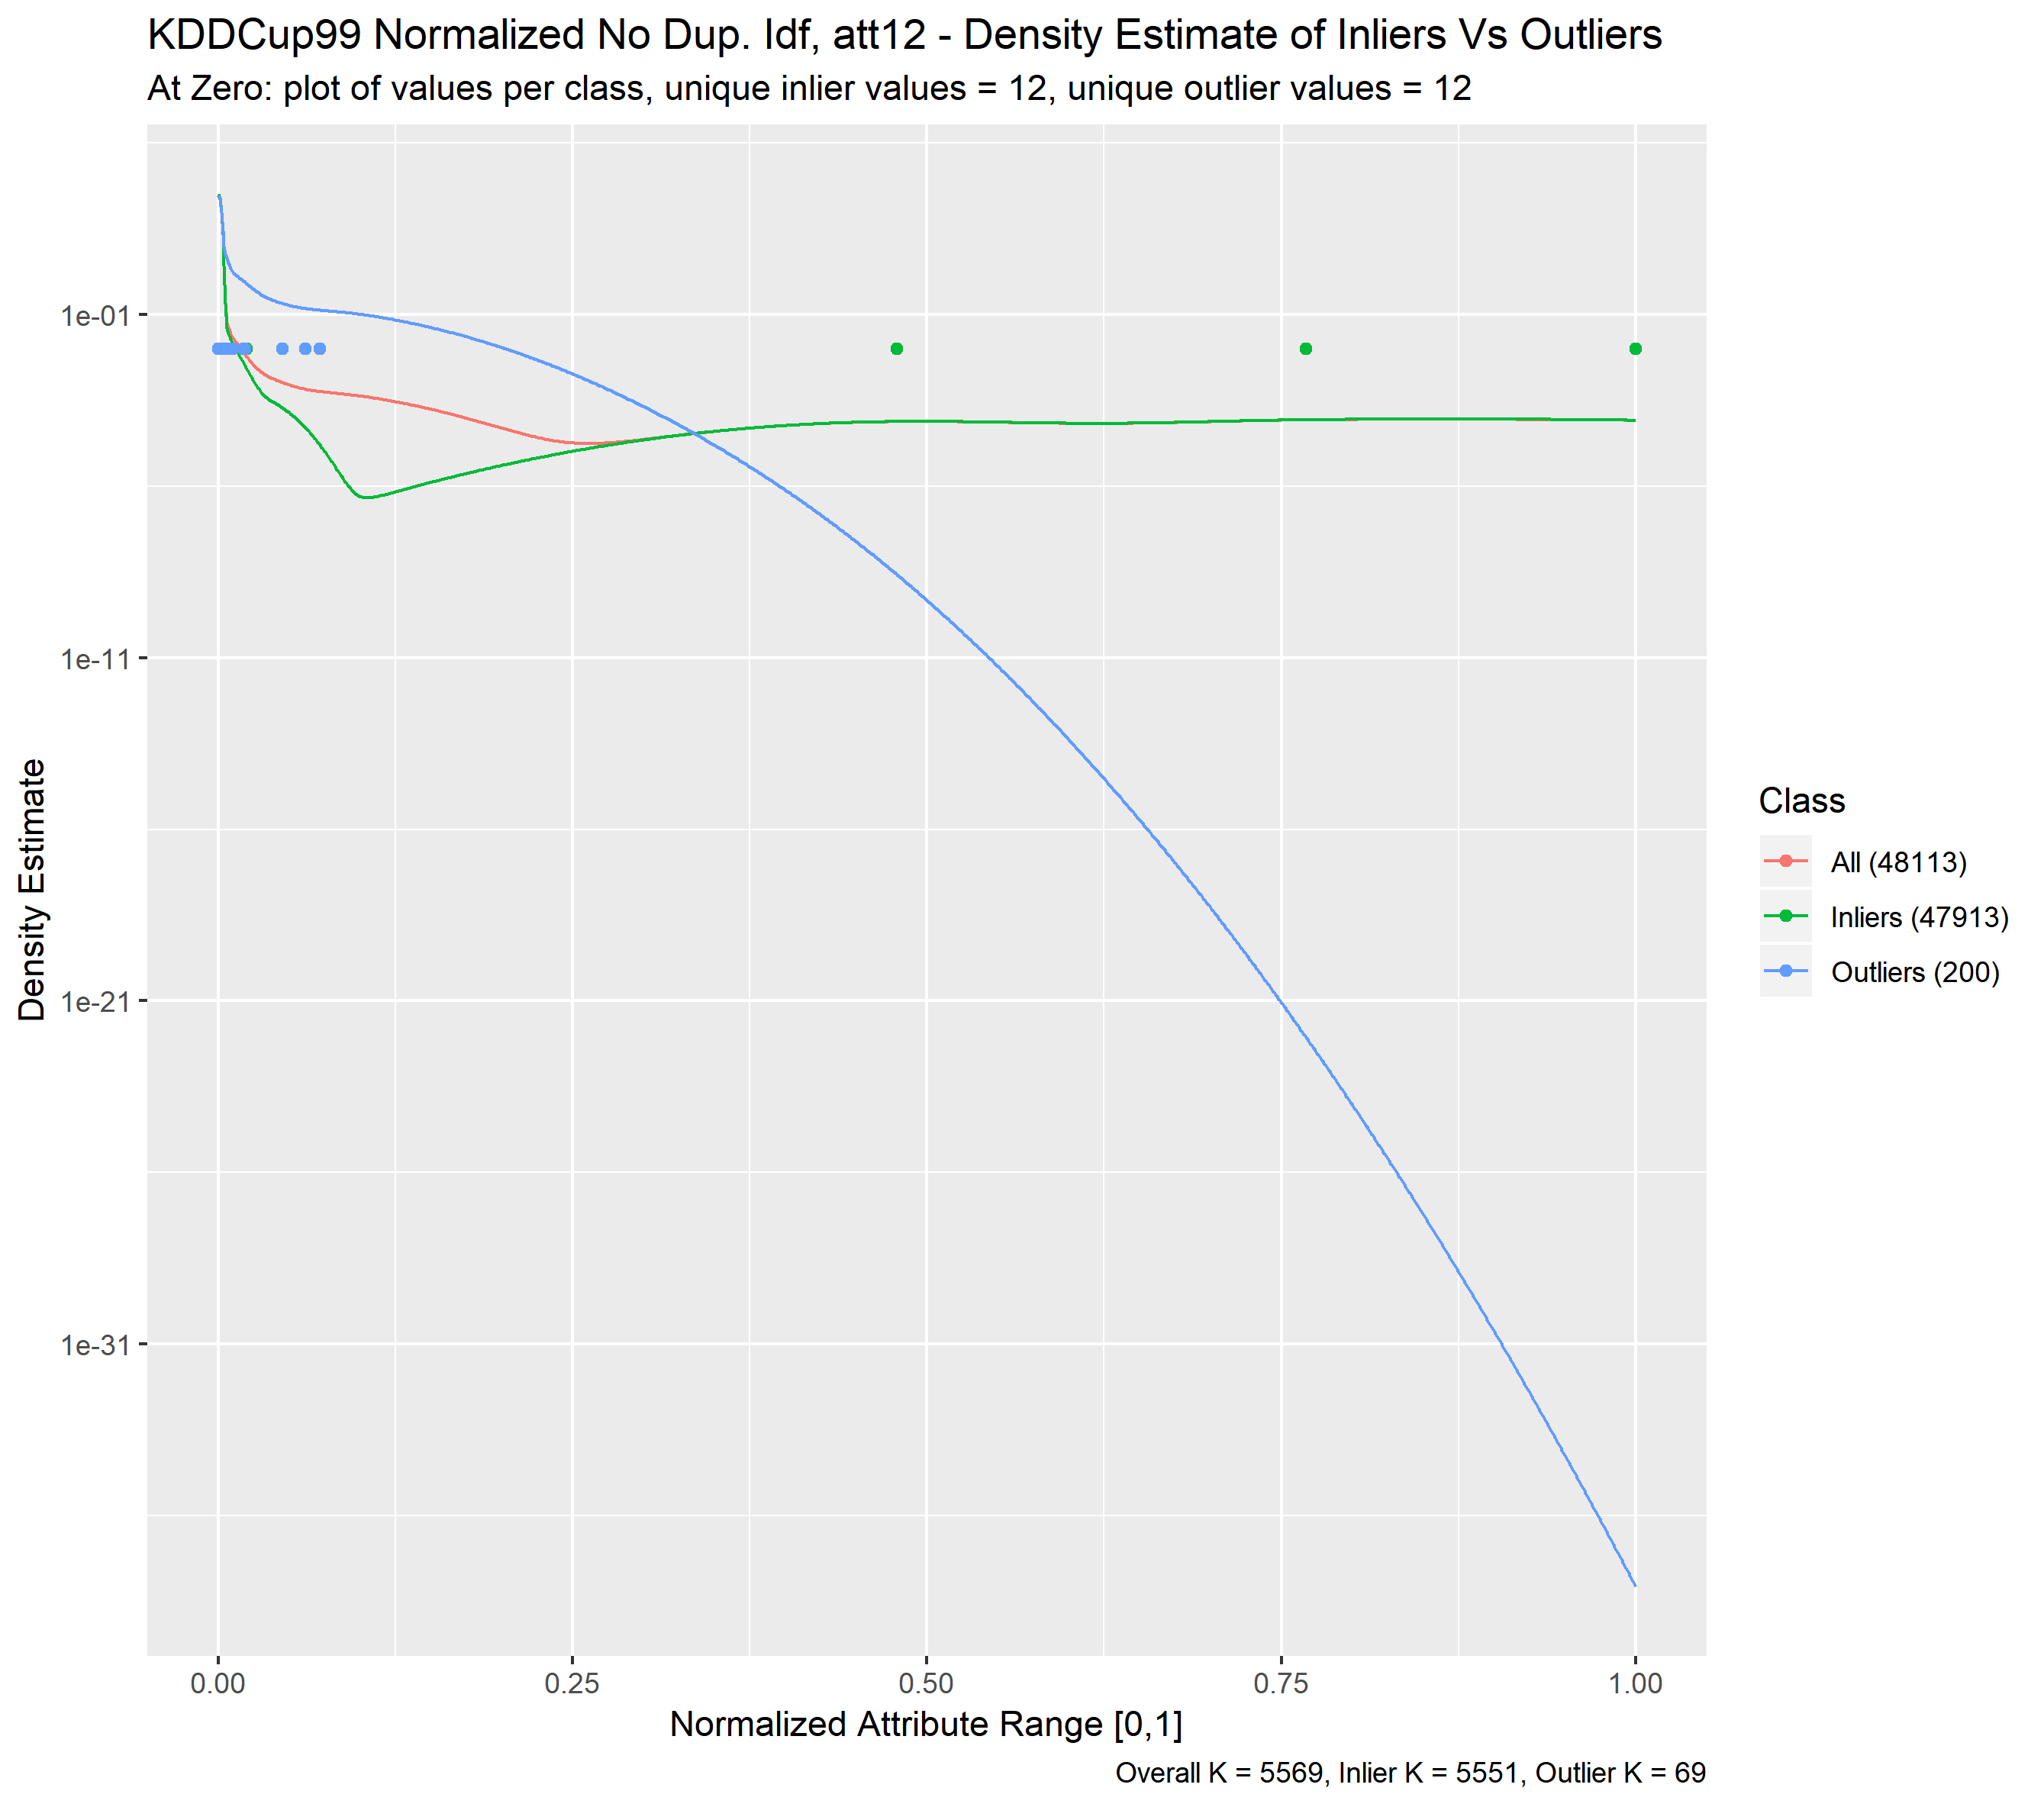 KDDCup99 Normalized No Dup. Idf, att12 - Density Estimate of Inliers Vs Outliers
At Zero: plot of values per class, unique inlier values = 12, unique outlier values = 12
1e-01
1e-11
1e-21
1e-31
Density Estimate
0.00
0.25
0.50
0.75
1.00
Normalized Attribute Range [0,1]
Class
All (48113)
Inliers (47913)
Outliers (200)
Overall K = 5569, Inlier K = 5551, Outlier K = 69